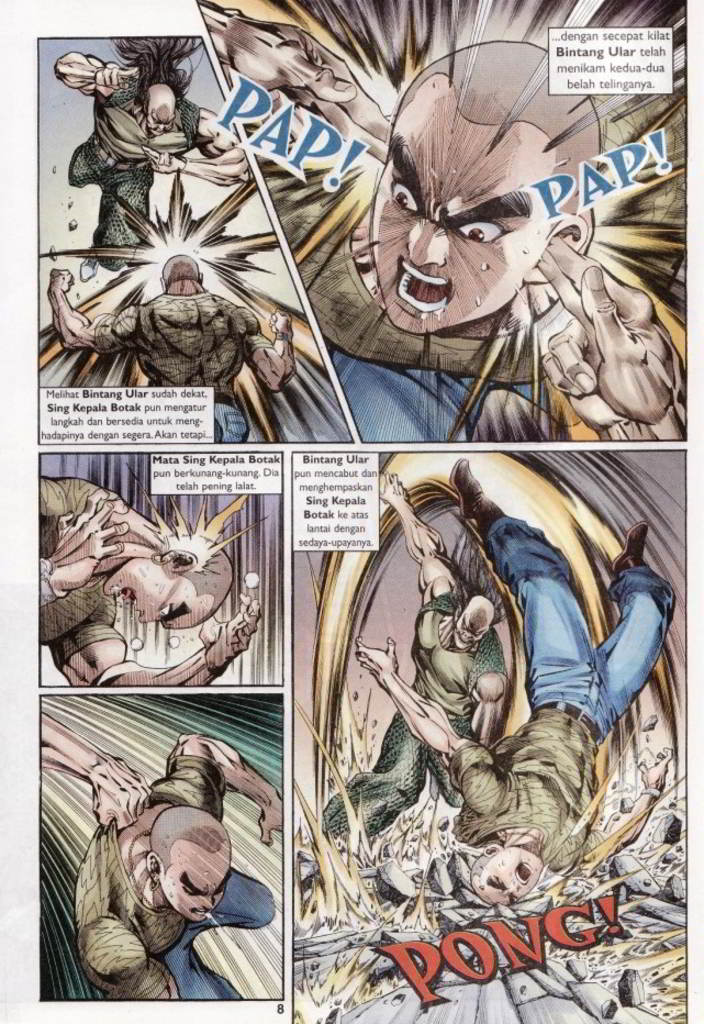 Melihat Bintang Ular sudah dekat,
Sing Kepala Botak pun mengatur
langkah dan bersedia untuk meng-
hadapinya dengan segera. Akan tetapi...
...dengan secepat kilat
Bintang Ular telah
menikam kedua-dua
belah telinganya.
PAP!
PAP!
Mata Sing Kepala Botak
pun berkunang-kunang. Dia
telah pening lalat.
Bintang Ular
pun mencabut dan
menghempaskan
Sing Kepala
Botak ke atas
lantai dengan
sedaya-upayanya.
PONG!
8